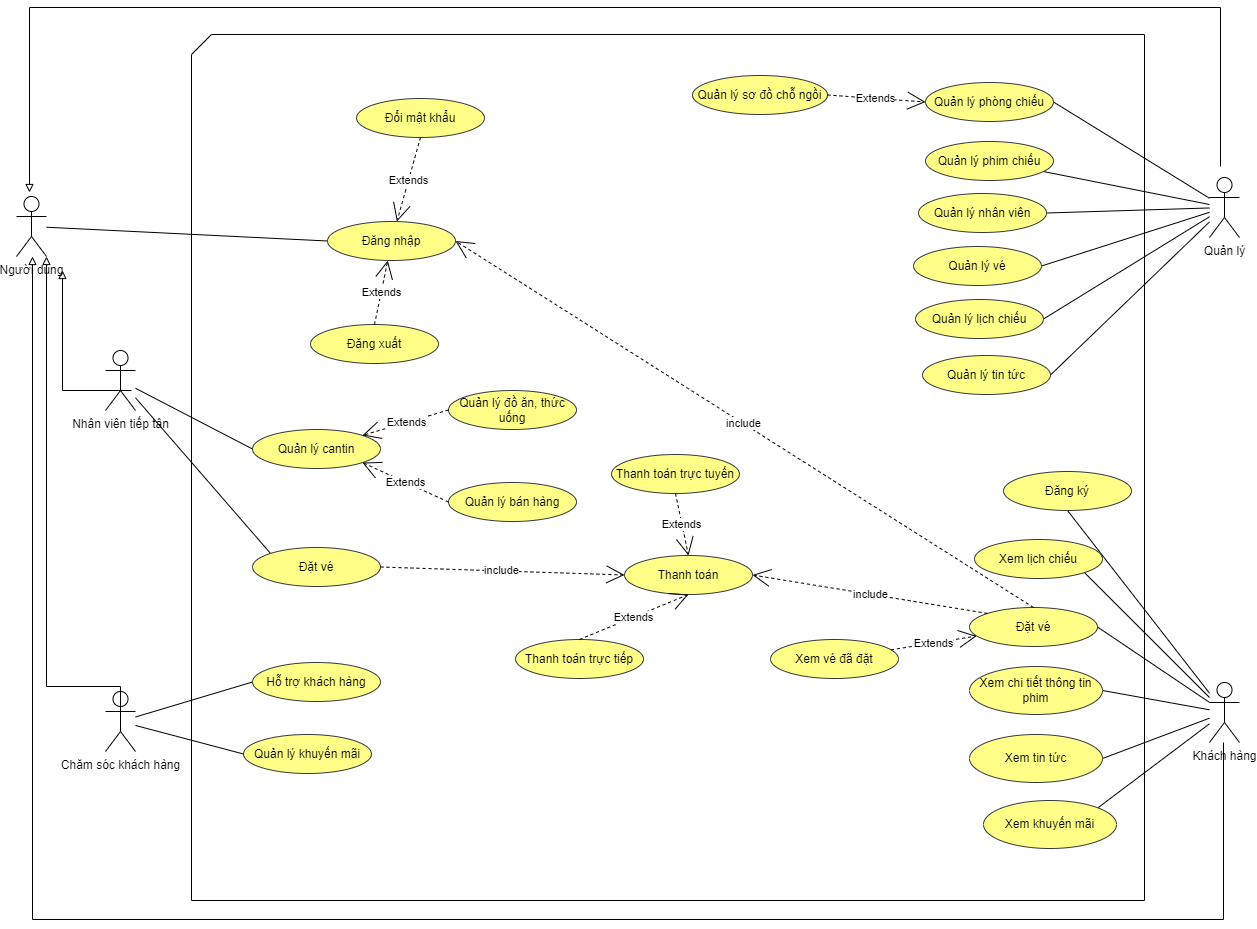 Quản lý sơ đồ chỗ ngồi
Extends
Quản lý phòng chiếu
Đổi mật khẩu
Quản lý phim chiếu
Extends
Quản lý nhân viên
Đăng nhập
Quản lý
Người dùng
Quản lý vé
Extends
Quản lý lịch chiếu
Đăng xuất
Quản lý tin tức
Quản lý đồ ăn, thức
uống
Nhân viên tiếp tân
Extends
include
Quản lý cantin
Thanh toán trực tuyến
Extends
Đăng ký
Quản lý bán hàng
Extends
Xem lịch chiếu
Đặt vé
include
Thanh toán
include
Extends
Đặt vé
Extends
Thanh toán trực tiếp
Xem vé đã đặt
Hỗ trợ khách hàng
Xem chi tiết thông tin
phim
Quản lý khuyến mãi
Chăm sóc khách hàng
Xem tin tức
Khách hàng
Xem khuyến mãi